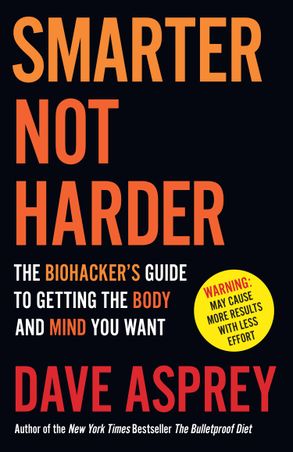 SMARTER
NOT
HARDER
THE BIOHACKER'S GUIDE
TO GETTING THE BODY
AND MIND YOU WANT
WARNING:
MAY CAUSE
MORE RESULTS
WITH LESS
EFFORT
DAVE ASPREY
Author of the New York Times Bestseller The Bulletproof Diet